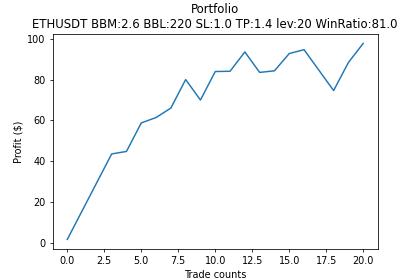 Portfolio
ETHUSDT BBM:2.6 BBL:220 SL:1.0 TP:1.4 lev:20 WinRatio:81.0
100
80
60
40
20
0
Profit ($)
0.0 2.5 5.0 7.5 10.0 12.5 15.0 17.5 20.0
Trade counts